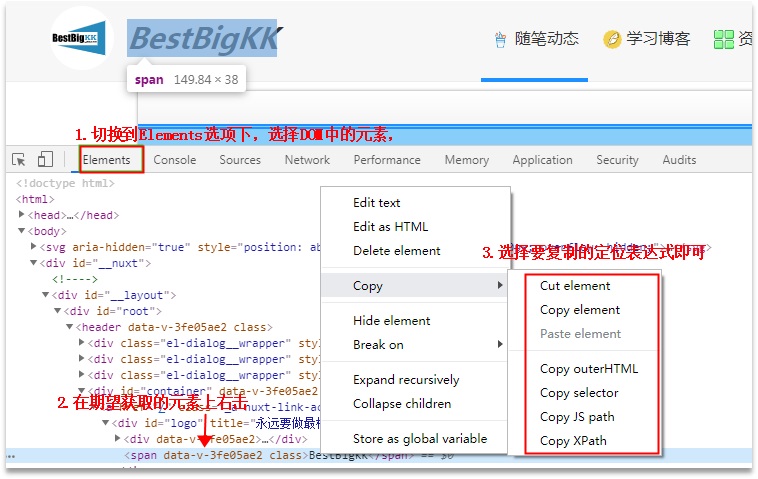 BestBigKK
BestBigKK
随笔动态
学习博客
资
span 149.84 × 38
1.切换到Elements选项下，选择DOM中的元素，
Elements Console Sources Network Performance Memory Application Security Audits
<!doctype html>
<html>
<head>…</head>
<body>
<svg aria-hidden="true" style="position: ab
<div id="__nuxt">
<!---->
<div id="__layout">
<div id="root">
<header data-v-3fe05ae2 class>
<div class="el-dialog__wrapper" sty
<div class="el-dialog__wrapper" sty
<div class="el-dialog__wrapper" sty
<div id="container" data-v-3fe05ae2
2.在期望获取的元素上右击
<div id="logo" title="永远要做最
<div data-v-3fe05ae2>…</div>
<span data-v-3fe05ae2 class>BestBigKK</span> == $0
Edit text
Edit as HTML
Delete element
Copy
Hide element
Break on
Expand recursively
Collapse children
Store as global variable
3.选择要复制的定位表达式即可
Cut element
Copy element
Paste element
Copy outerHTML
Copy selector
Copy JS path
Copy XPath